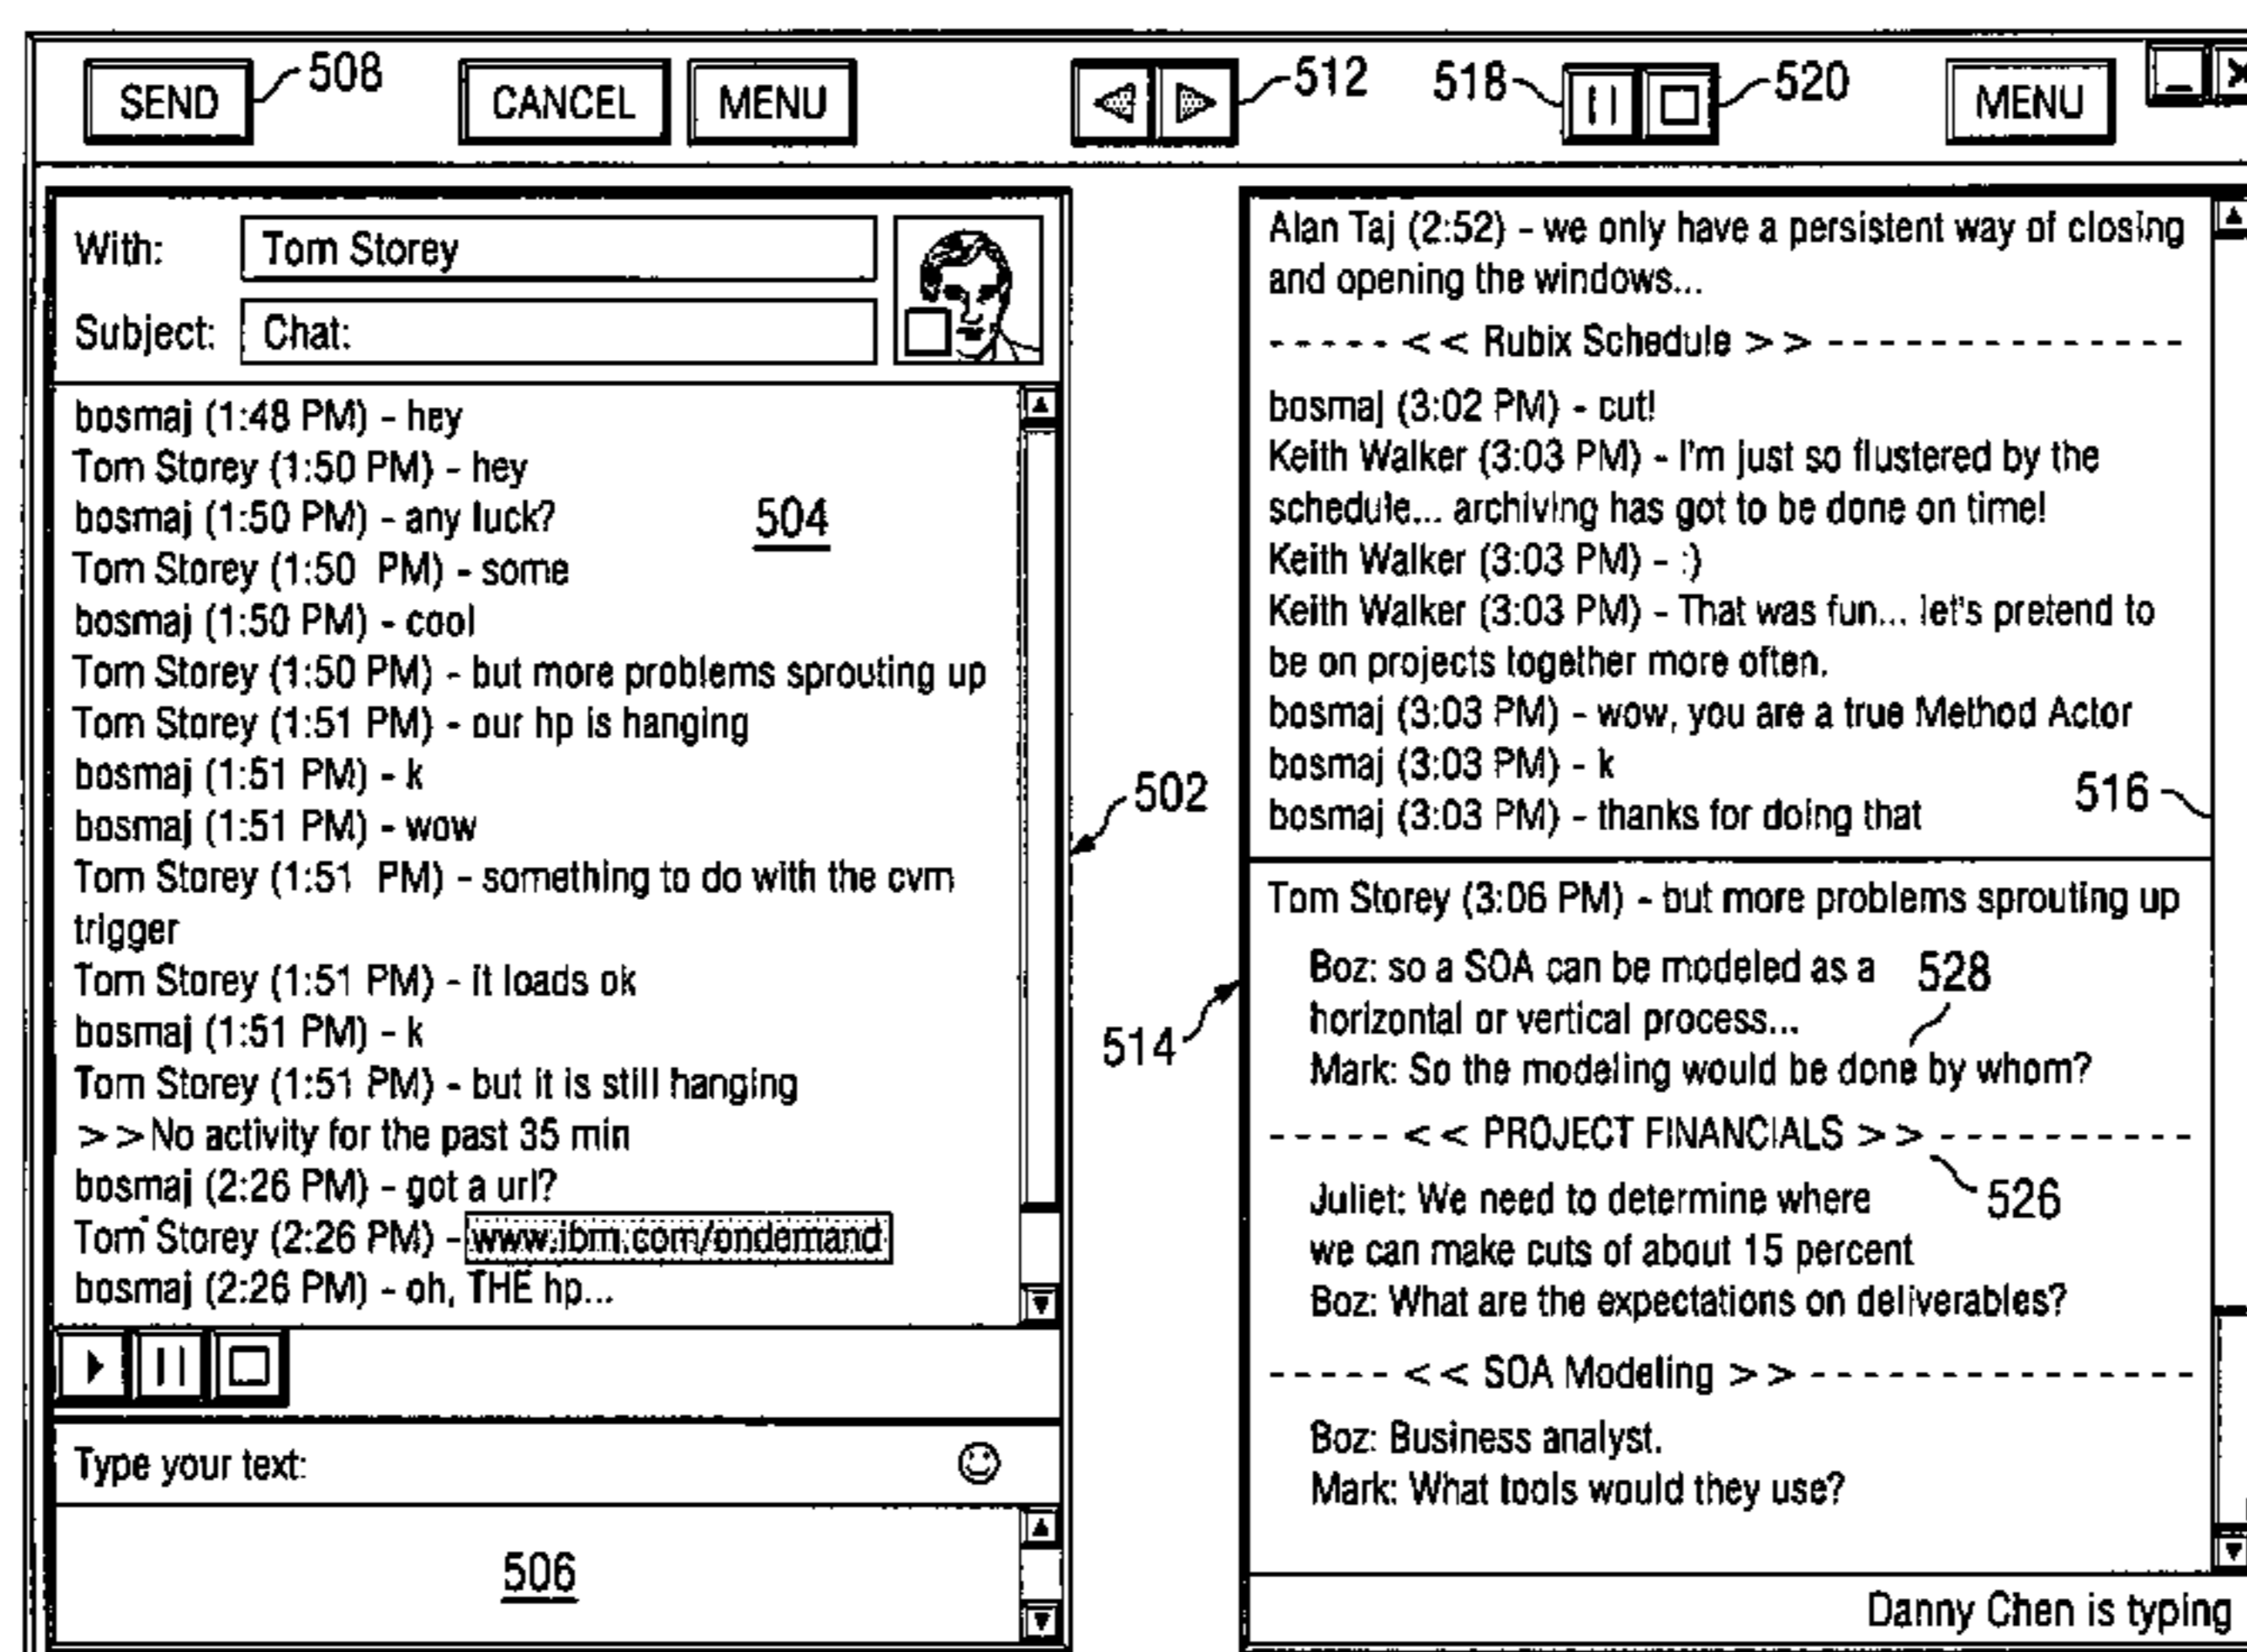 SEND 508 CANCEL MENU 512 518 520 MENU
With: Tom Storey
Subject: Chat:
bosmaj (1:48 PM) - hey
Tom Storey (1:50 PM) - hey
bosmaj (1:50 PM) - any luck?
504
Tom Storey (1:50 PM) - some
bosmaj (1:50 PM) - cool
Tom Storey (1:50 PM) - but more problems sprouting up
Tom Storey (1:51 PM) - our hp is hanging
bosmaj (1:51 PM) - k
bosmaj (1:51 PM) - wow
Tom Storey (1:51 PM) - something to do with the cvm
trigger
Tom Storey (1:51 PM) - it loads ok
bosmaj (1:51 PM) - k
Tom Storey (1:51 PM) - but it is still hanging
>>No activity for the past 35 min
bosmaj (2:26 PM) - got a url?
Tom Storey (2:26 PM) - www.ibm.com/ondemand
bosmaj (2:26 PM) - oh, THE hp...
Type your text:
506
502
514
Alan Taj (2:52) - we only have a persistent way of closing
and opening the windows...
----- << Rubix Schedule >> --------------
bosmaj (3:02 PM) - cut!
Keith Walker (3:03 PM) - I'm just so flustered by the
schedule... archiving has got to be done on time!
Keith Walker (3:03 PM) - :)
Keith Walker (3:03 PM) - That was fun... let's pretend to
be on projects together more often.
bosmaj (3:03 PM) - wow, you are a true Method Actor
bosmaj (3:03 PM) - k
516
bosmaj (3:03 PM) - thanks for doing that
Tom Storey (3:06 PM) - but more problems sprouting up
Boz: so a SOA can be modeled as a
528
horizontal or vertical process...
Mark: So the modeling would be done by whom?
----- << PROJECT FINANCIALS >> ----------
526
Juliet: We need to determine where
we can make cuts of about 15 percent
Boz: What are the expectations on deliverables?
----- << SOA Modeling >> ---------------
Boz: Business analyst.
Mark: What tools would they use?
Danny Chen is typing